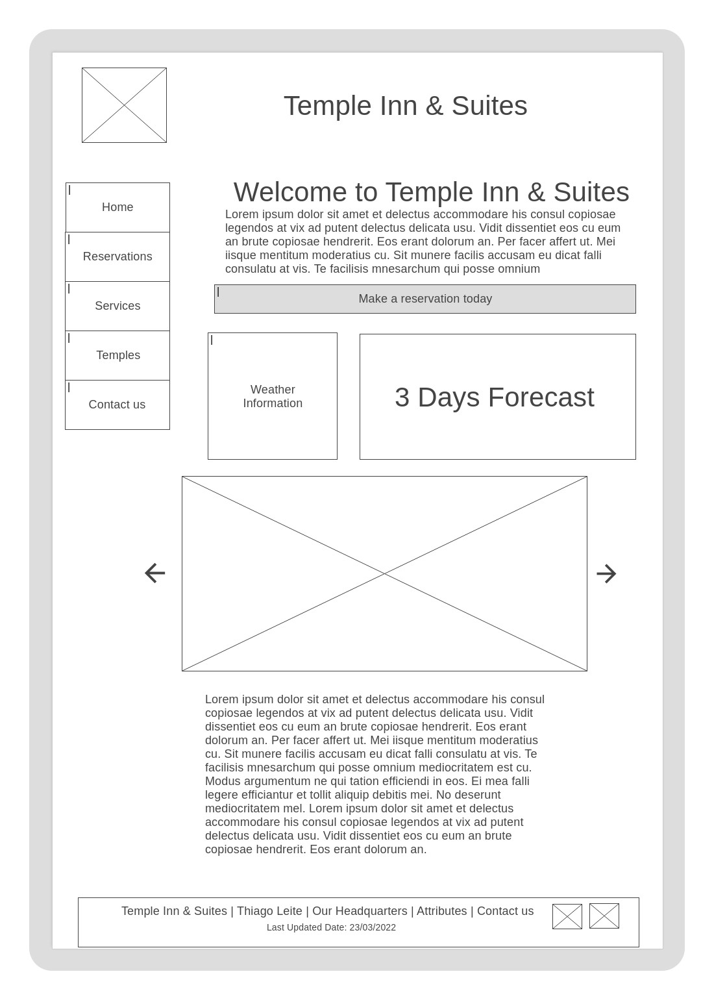 Temple Inn & Suites
Home
Reservations
Services
Temples
Contact us
Welcome to Temple Inn & Suites
Lorem ipsum dolor sit amet et delectus accommodare his consul copiosae
legendos at vix ad putent delectus delicata usu. Vidit dissentiet eos cu eum
an brute copiosae hendrerit. Eos erant dolorum an. Per facer affert ut. Mei
iisque mentitum moderatius cu. Sit munere facilis accusam eu dicat falli
consulatu at vis. Te facilisis mnesarchum qui posse omnium
Make a reservation today
Weather
Information
3 Days Forecast
Lorem ipsum dolor sit amet et delectus accommodare his consul
copiosae legendos at vix ad putent delectus delicata usu. Vidit
dissentiet eos cu eum an brute copiosae hendrerit. Eos erant
dolorum an. Per facer affert ut. Mei iisque mentitum moderatius
cu. Sit munere facilis accusam eu dicat falli consulatu at vis. Te
facilisis mnesarchum qui posse omnium mediocritatem est cu.
Modus argumentum ne qui tation efficiendi in eos. Ei mea falli
legere efficiantur et tollit aliquip debitis mei. No deserunt
mediocritatem mel. Lorem ipsum dolor sit amet et delectus
accommodare his consul copiosae legendos at vix ad putent
delectus delicata usu. Vidit dissentiet eos cu eum an brute
copiosae hendrerit. Eos erant dolorum an.
Temple Inn & Suites | Thiago Leite | Our Headquarters | Attributes | Contact us
Last Updated Date: 23/03/2022